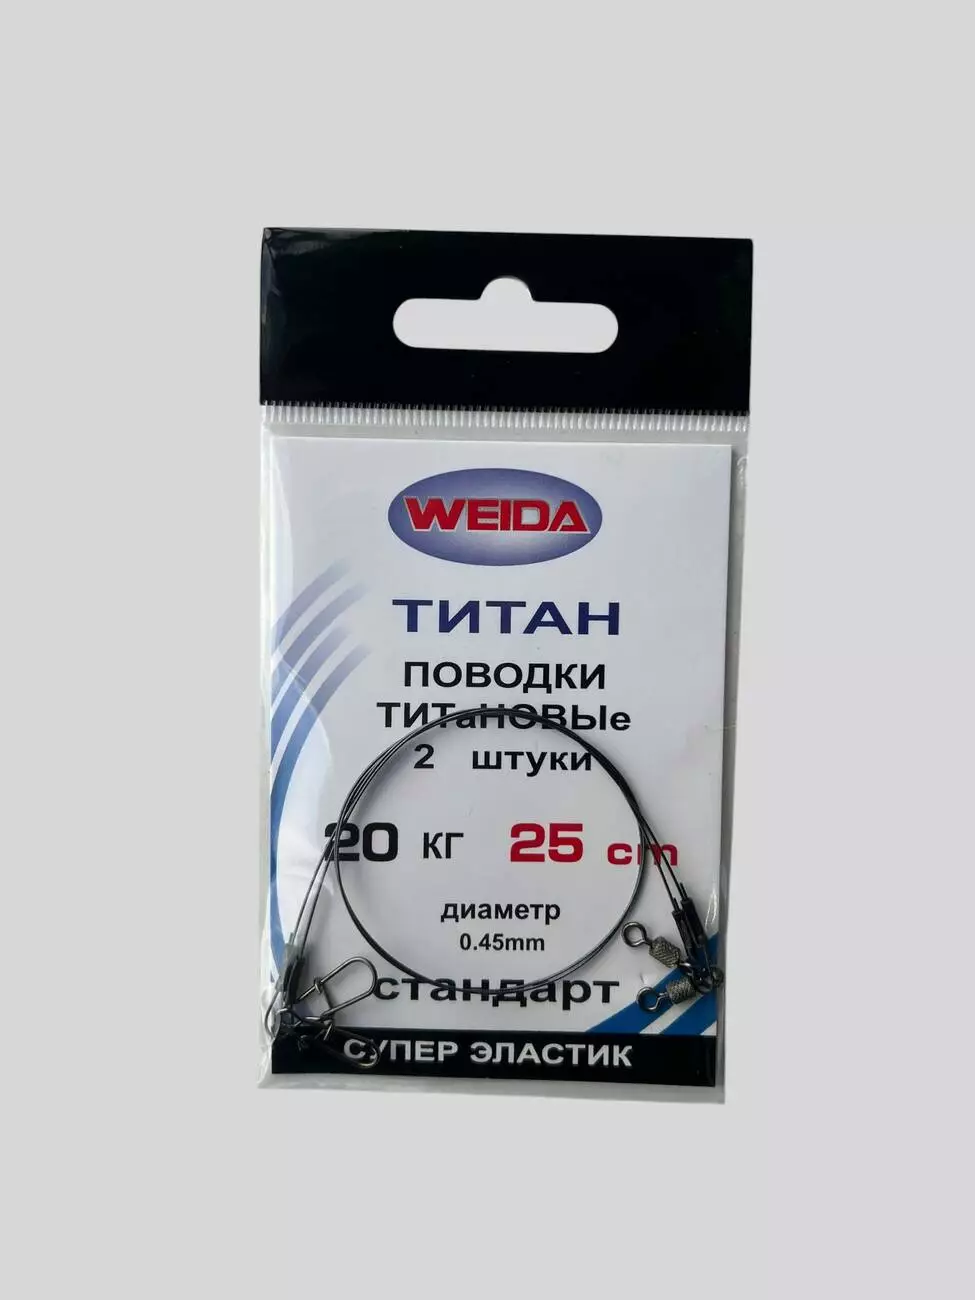 WEIDA
ТИТАН
ПОВОДКИ
ТИТаНОВЫе
2 штуки
20 кг 25 cm
диаметр
0.45mm
стандарт
СУПЕР ЭЛАСТИК